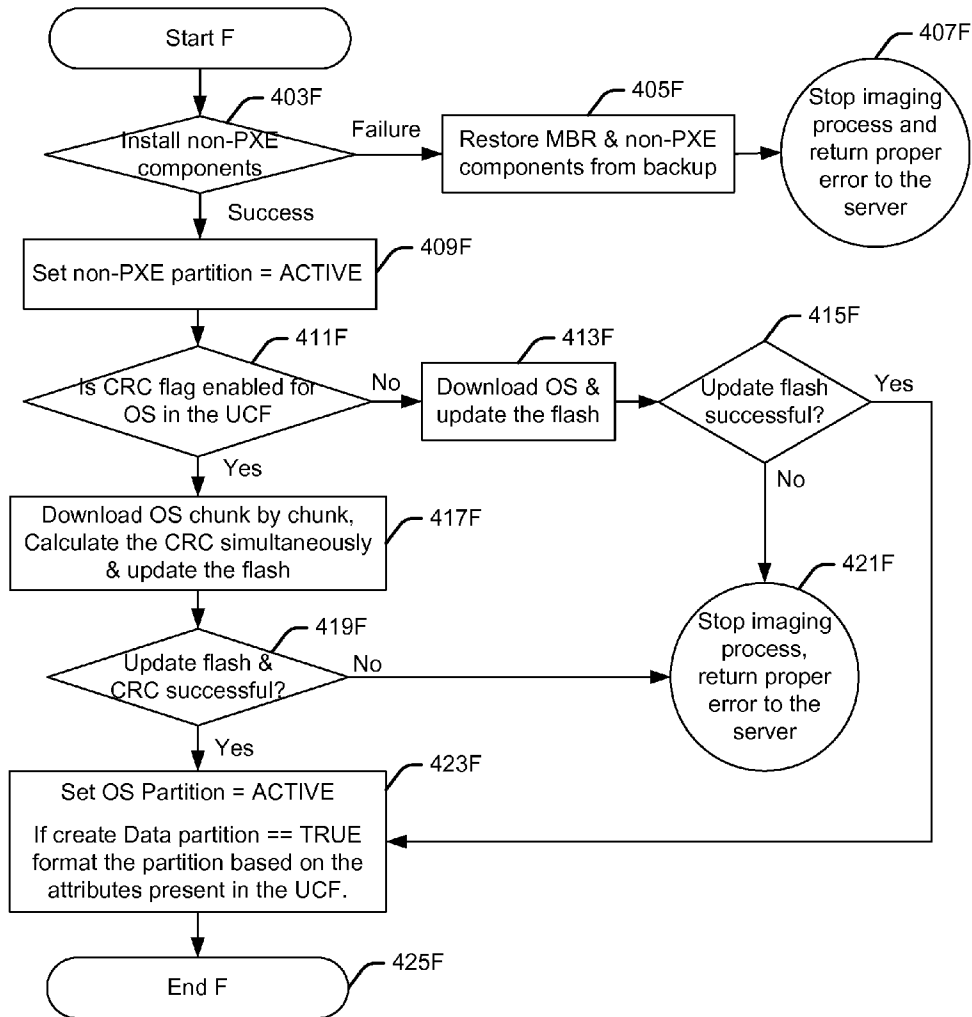 Start F
403F
Install non-PXE
components
Failure
Success
405F
Restore MBR & non-PXE
components from backup
407F
Stop imaging
process and
return proper
error to the
server
409F
Set non-PXE partition = ACTIVE
411F
Is CRC flag enabled for
OS in the UCF
No
Yes
413F
Download OS &
update the flash
415F
Update flash
successful?
Yes
No
417F
Download OS chunk by chunk,
Calculate the CRC simultaneously
& update the flash
419F
Update flash &
CRC successful?
No
Yes
421F
Stop imaging
process,
return proper
error to the
server
423F
Set OS Partition = ACTIVE
If create Data partition == TRUE
format the partition based on the
attributes present in the UCF.
End F
425F